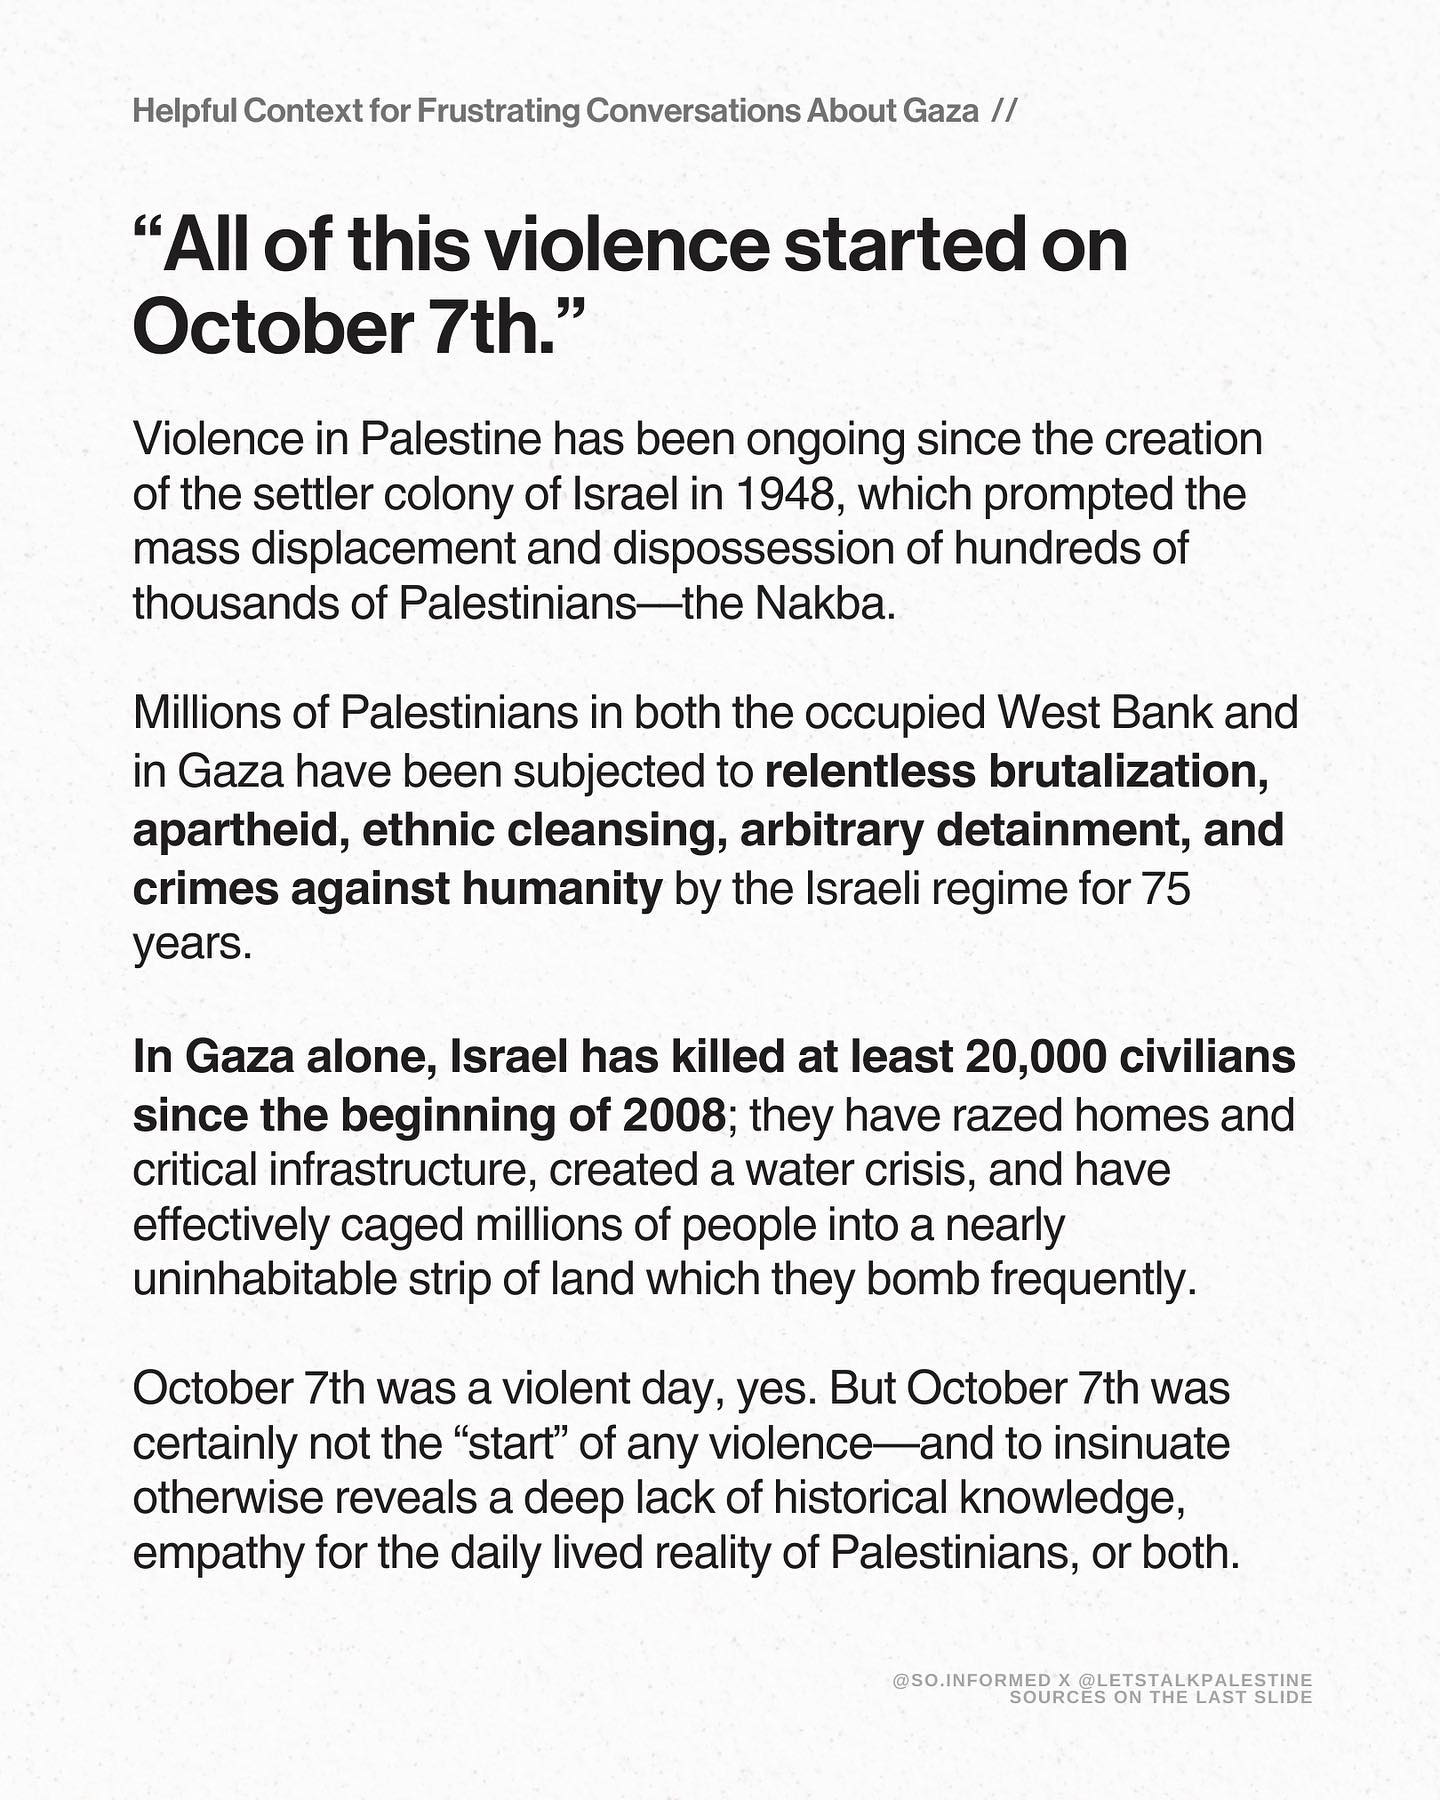 Helpful Context for Frustrating Conversations About Gaza //
“All of this violence started on
October 7th.”
Violence in Palestine has been ongoing since the creation
of the settler colony of Israel in 1948, which prompted the
mass displacement and dispossession of hundreds of
thousands of Palestinians—the Nakba.
Millions of Palestinians in both the occupied West Bank and
in Gaza have been subjected to relentless brutalization,
apartheid, ethnic cleansing, arbitrary detainment, and
crimes against humanity by the Israeli regime for 75
years.
In Gaza alone, Israel has killed at least 20,000 civilians
since the beginning of 2008; they have razed homes and
critical infrastructure, created a water crisis, and have
effectively caged millions of people into a nearly
uninhabitable strip of land which they bomb frequently.
October 7th was a violent day, yes. But October 7th was
certainly not the “start” of any violence—and to insinuate
otherwise reveals a deep lack of historical knowledge,
empathy for the daily lived reality of Palestinians, or both.
@SO.INFORMED X @LETSTALKPALESTINE
SOURCES ON THE LAST SLIDE